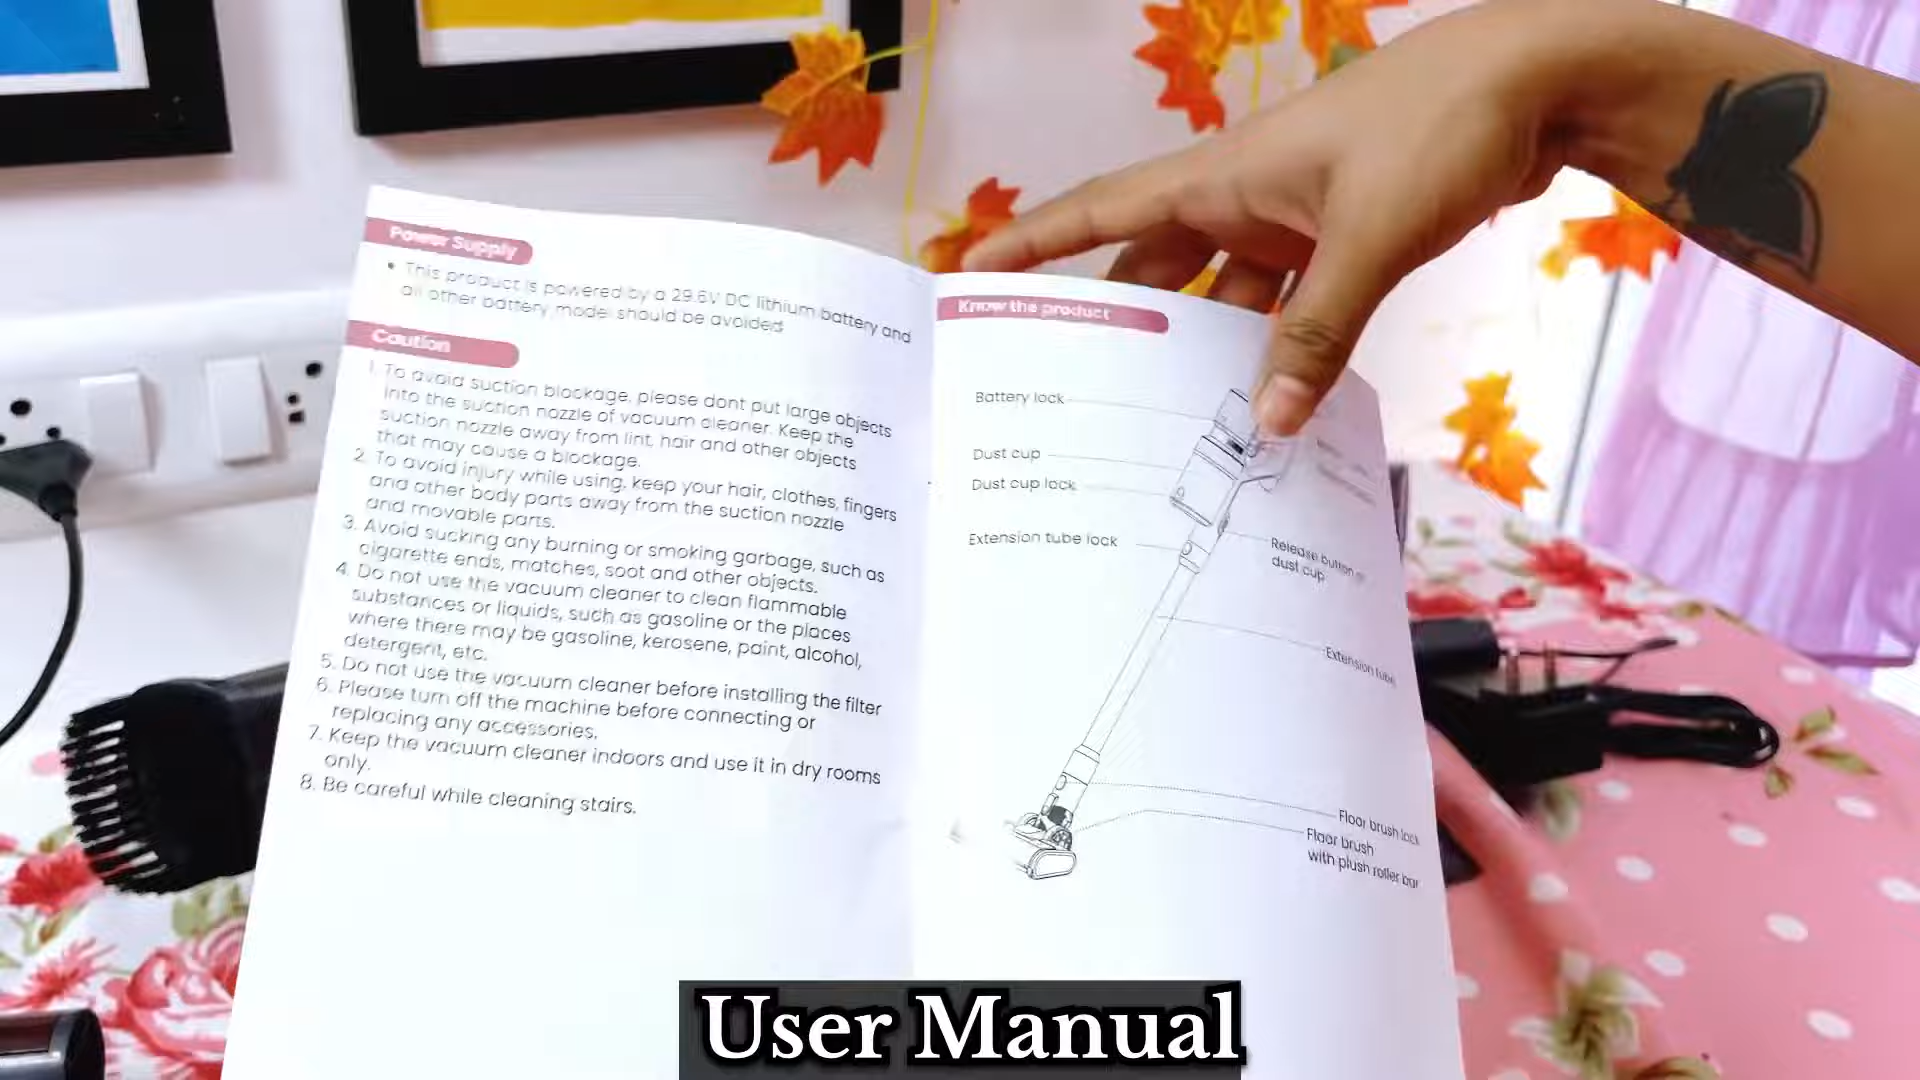 Power Supply
• This product is powered by a 29.6V DC lithium battery and
all other battery model should be avoided
Caution
1. To avoid suction blockage, please dont put large objects
into the suction nozzle of vacuum cleaner. Keep the
suction nozzle away from lint, hair and other objects
that may cause a blockage.
2. To avoid injury while using, keep your hair, clothes, fingers
and other body parts away from the suction nozzle
and movable parts.
3. Avoid sucking any burning or smoking garbage, such as
cigarette ends, matches, soot and other objects.
4. Do not use the vacuum cleaner to clean flammable
substances or liquids, such as gasoline or the places
where there may be gasoline, kerosene, paint, alcohol,
detergent, etc.
5. Do not use the vacuum cleaner before installing the filter
6. Please turn off the machine before connecting or
replacing any accessories.
7. Keep the vacuum cleaner indoors and use it in dry rooms
only.
8. Be careful while cleaning stairs.
Know the product
Battery lock
Dust cup
Dust cup lock
Extension tube lock
Release button
dust cup
Extension tube
Floor brush lock
Floor brush
with plush roller bar
User Manual